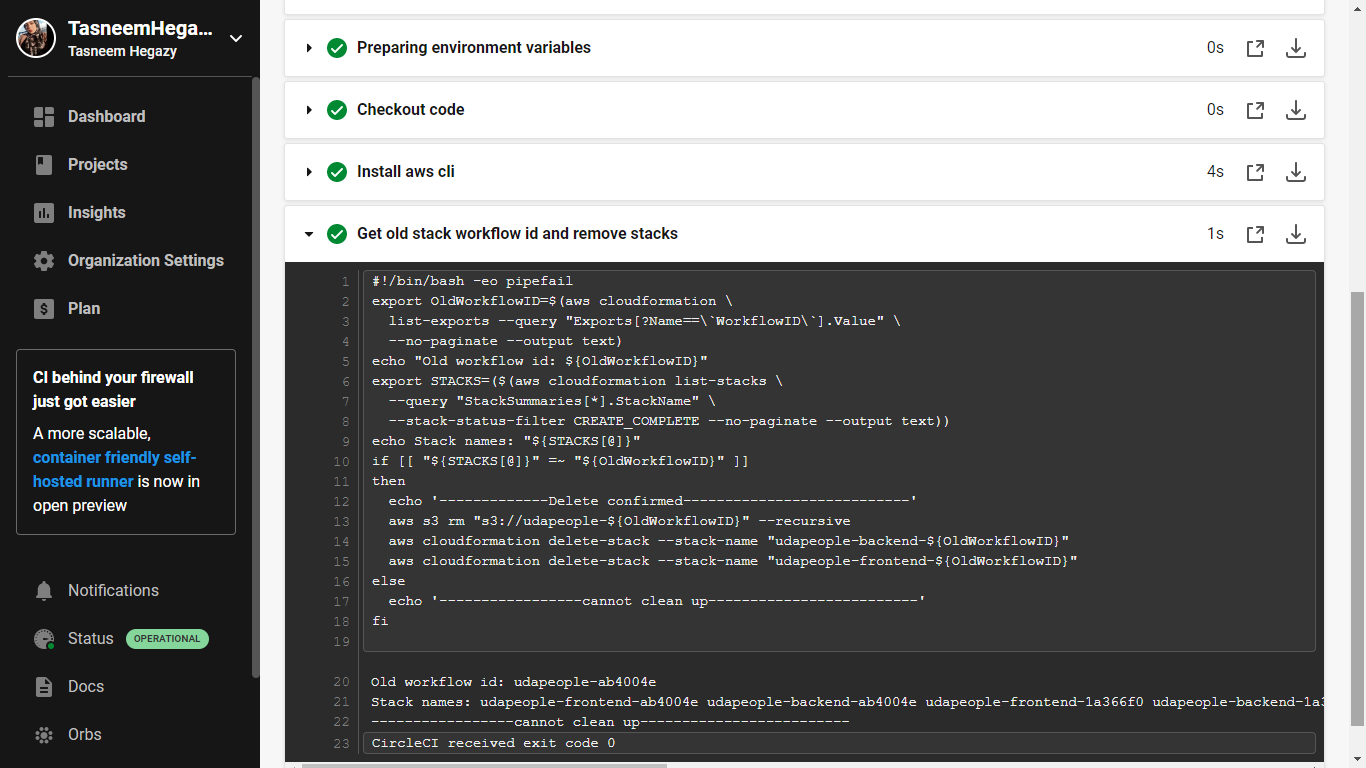 TasneemHega...
Tasneem Hegazy
Dashboard
Projects
Insights
Organization Settings
Plan
CI behind your firewall
just got easier
A more scalable,
container friendly self-
hosted runner is now in
open preview
Notifications
Status OPERATIONAL
Docs
Orbs
Preparing environment variables 0s
Checkout code 0s
Install aws cli 4s
Get old stack workflow id and remove stacks 1s
1 #!/bin/bash -eo pipefail
2 export OldWorkflowID=$(aws cloudformation \
3 list-exports --query "Exports[?Name==\`WorkflowID\`].Value" \
4 --no-paginate --output text)
5 echo "Old workflow id: ${OldWorkflowID}"
6 export STACKS=($(aws cloudformation list-stacks \
7 --query "StackSummaries[*].StackName" \
8 --stack-status-filter CREATE_COMPLETE --no-paginate --output text))
9 echo Stack names: "${STACKS[@]}"
10 if [[ "${STACKS[@]}" =~ "${OldWorkflowID}" ]]
11 then
12 echo '-------------Delete confirmed---------------------------'
13 aws s3 rm "s3://udapeople-${OldWorkflowID}" --recursive
14 aws cloudformation delete-stack --stack-name "udapeople-backend-${OldWorkflowID}"
15 aws cloudformation delete-stack --stack-name "udapeople-frontend-${OldWorkflowID}"
16 else
17 echo '-----------------cannot clean up-------------------------'
18 fi
19
20 Old workflow id: udapeople-ab4004e
21 Stack names: udapeople-frontend-ab4004e udapeople-backend-ab4004e udapeople-frontend-1a366f0 udapeople-backend-1a3
22 -----------------cannot clean up-------------------------
23 CircleCI received exit code 0